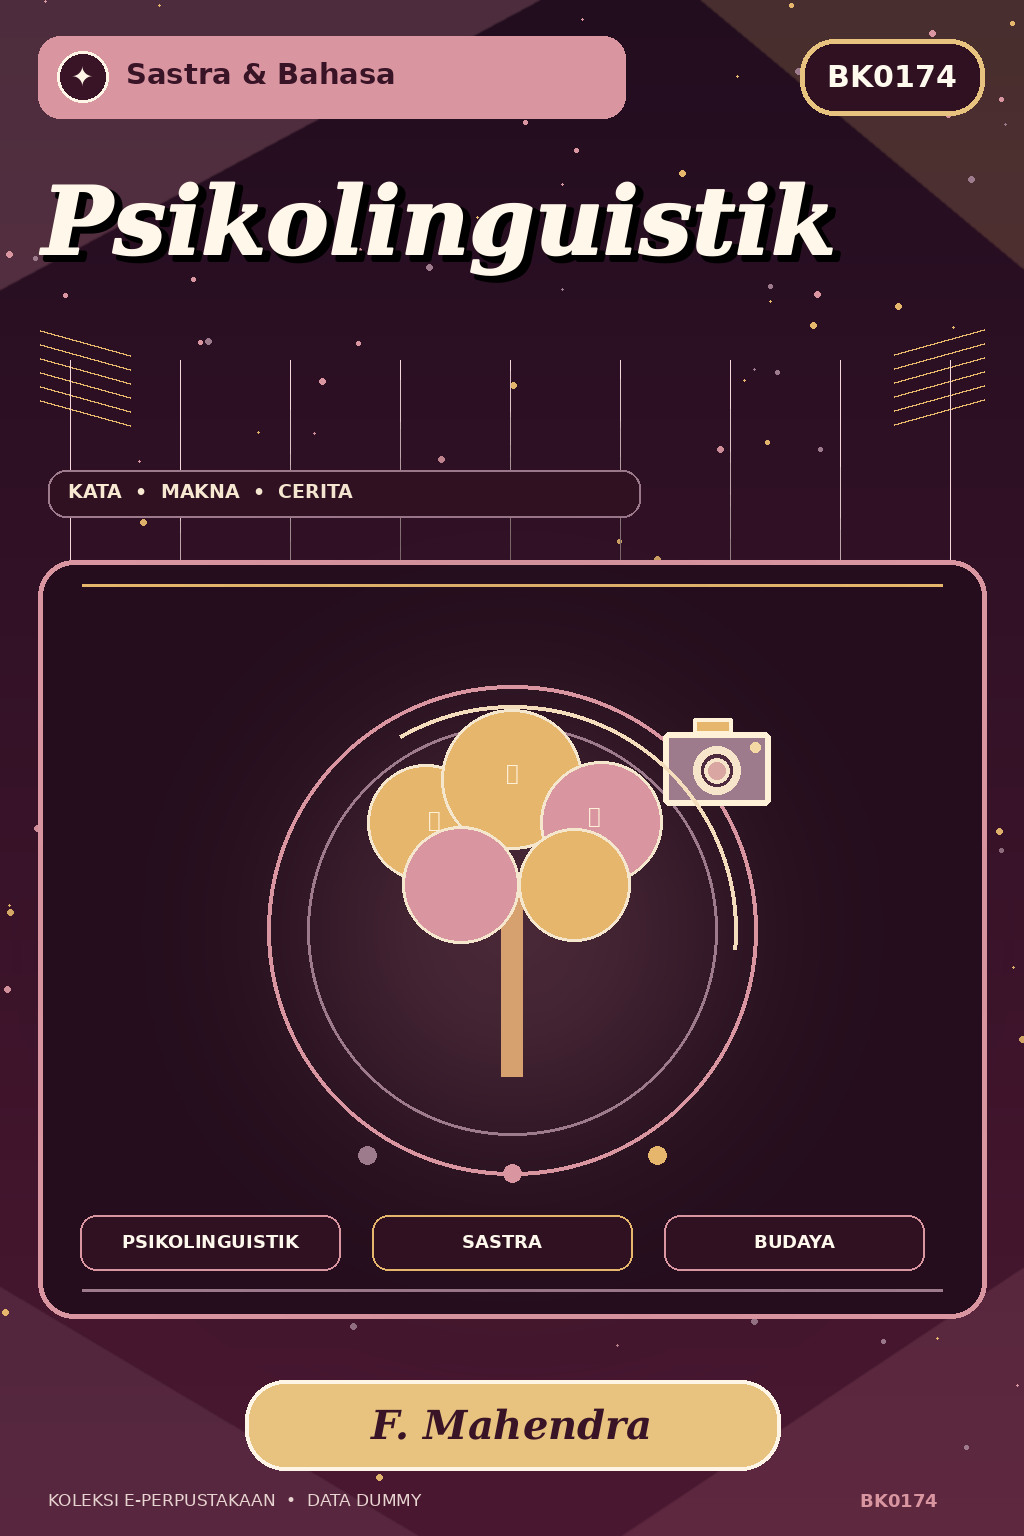 Sastra & Bahasa
BK0174
Psikolinguistik
KATA • MAKNA • CERITA
PSIKOLINGUISTIK
SASTRA
BUDAYA
F. Mahendra
KOLEKSI E-PERPUSTAKAAN • DATA DUMMY
BK0174